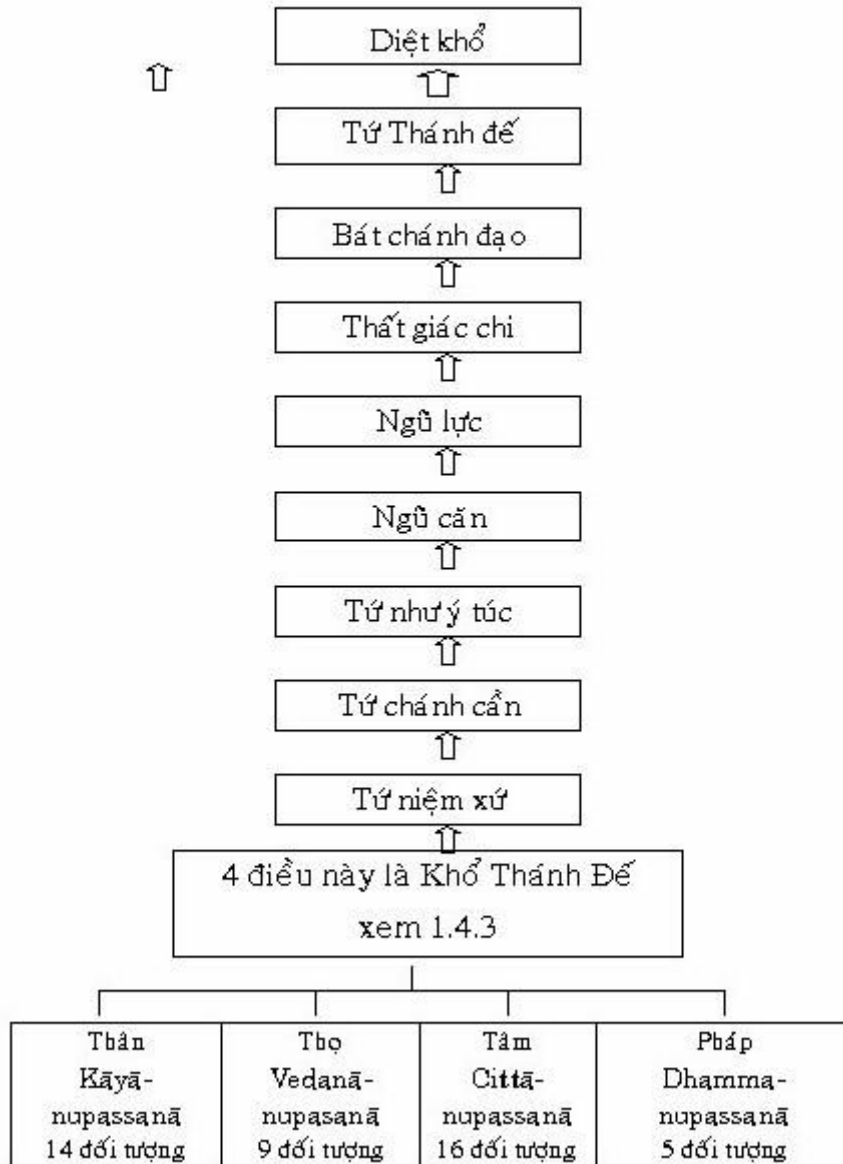 Diệt khổ
Tứ Thánh đế
Bát chánh đạo
Thất giác chi
Ngũ lực
Ngũ căn
Tứ như ý túc
Tứ chánh cần
Tứ niệm xứ
4 điều này là Khổ Thánh Đế
xem 1.4.3
Thân
Kāyā-
nupassanā
14 đối tượng
Thọ
Vedanā-
nupasanā
9 đối tượng
Tâm
Cittā-
nupassanā
16 đối tượng
Pháp
Dhamma-
nupassanā
5 đối tượng